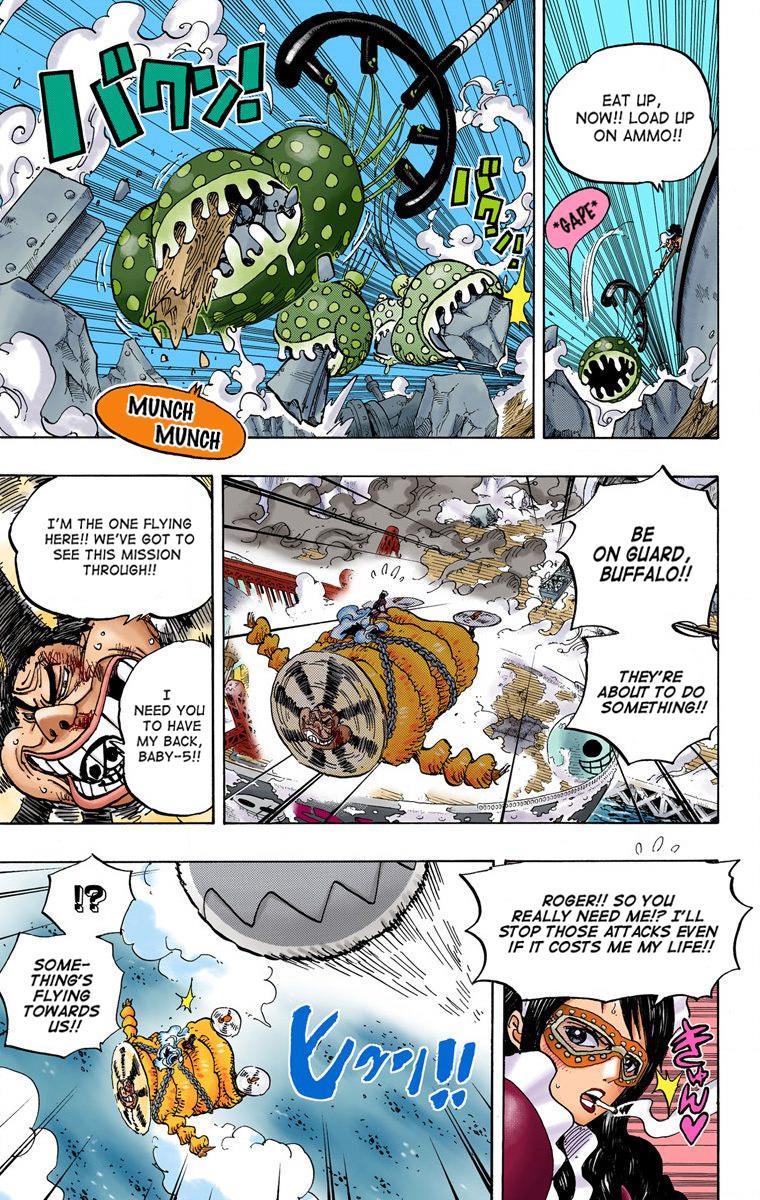 EAT UP,
NOW!! LOAD UP
ON AMMO!!
*GAPE*
バクン!
バクバクッ
MUNCH
MUNCH
BE
ON GUARD,
BUFFALO!!
THEY'RE
ABOUT TO DO
SOMETHING!!
I'M THE ONE FLYING
HERE!! WE'VE GOT TO
SEE THIS MISSION
THROUGH!!
I
NEED YOU
TO HAVE
MY BACK,
BABY-5!!
ROGER!! SO YOU
REALLY NEED ME!? I'LL
STOP THOSE ATTACKS EVEN
IF IT COSTS ME MY LIFE!!
きゅん♥
!?
SOME-
THING'S
FLYING
TOWARDS
US!!